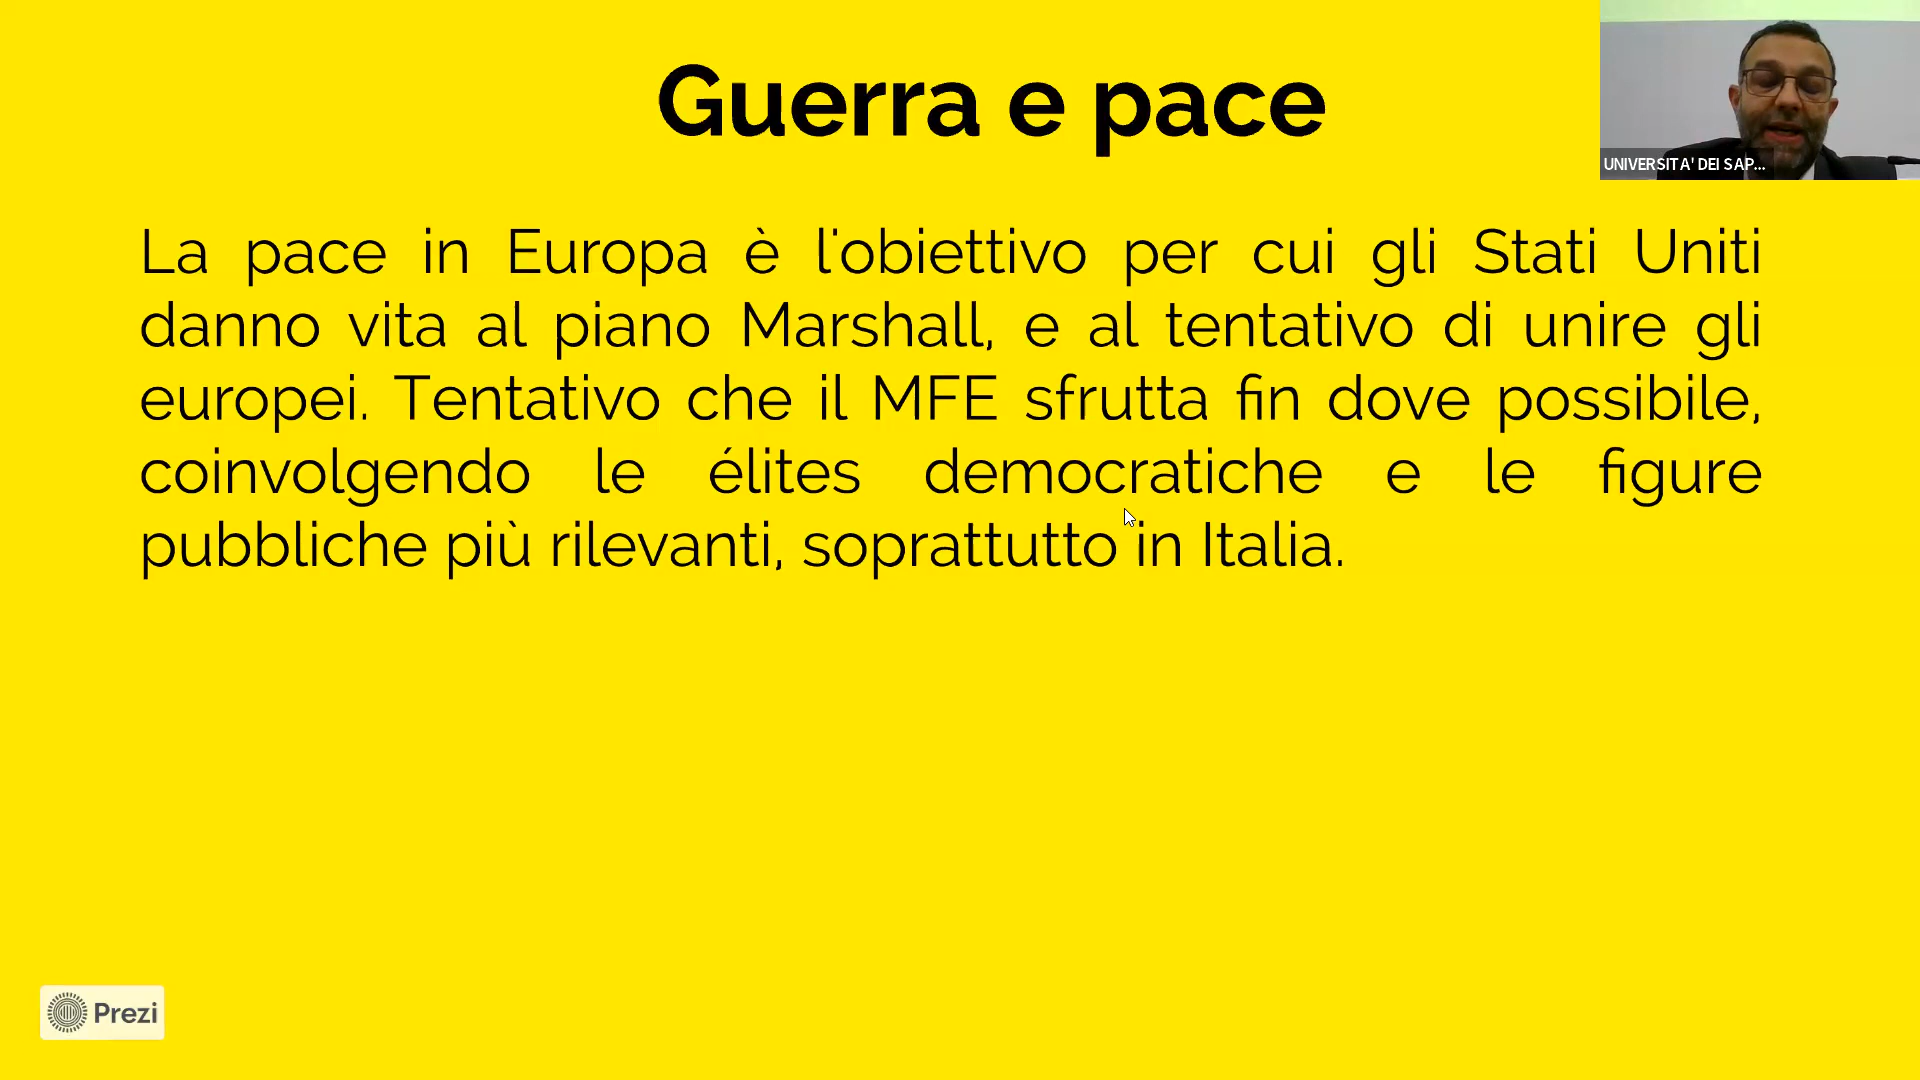 Guerra e pace
UNIVERSITA' DEI SAP...
La pace in Europa è l'obiettivo per cui gli Stati Uniti
danno vita al piano Marshall, e al tentativo di unire gli
europei. Tentativo che il MFE sfrutta fin dove possibile,
coinvolgendo le élites democratiche e le figure
pubbliche più rilevanti, soprattutto in Italia.
Prezi